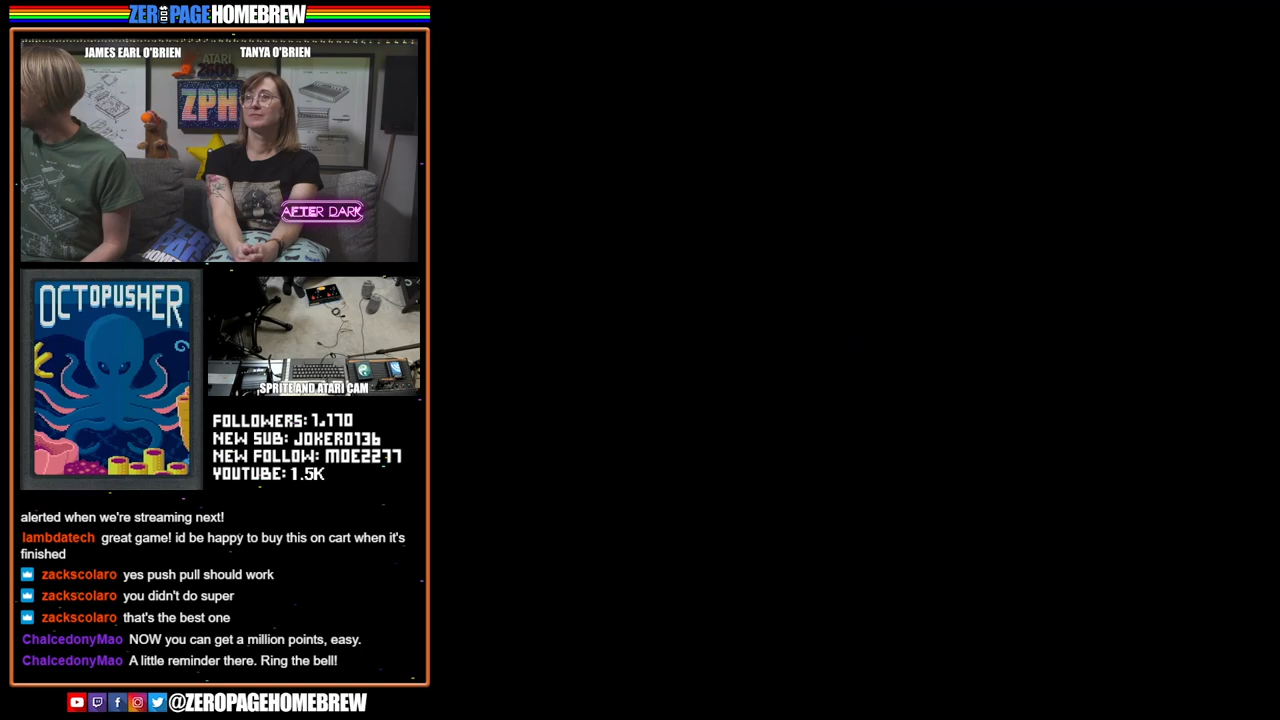 ZEROPAGE HOMEBREW
JAMES EARL O'BRIEN
TANYA O'BRIEN
ATARI
2600
ZPH
AFTER DARK
OCTOPUSHER
SPRITE AND ATARI CAM
FOLLOWERS: 1,170
NEW SUB: JOKER0136
NEW FOLLOW: MOE2277
YOUTUBE: 1.5K
alerted when we're streaming next!
lambdatech great game! id be happy to buy this on cart when it's
finished
zackscolaro yes push pull should work
zackscolaro you didn't do super
zackscolaro that's the best one
ChalcedonyMao NOW you can get a million points, easy.
ChalcedonyMao A little reminder there. Ring the bell!
@ZEROPAGEHOMEBREW